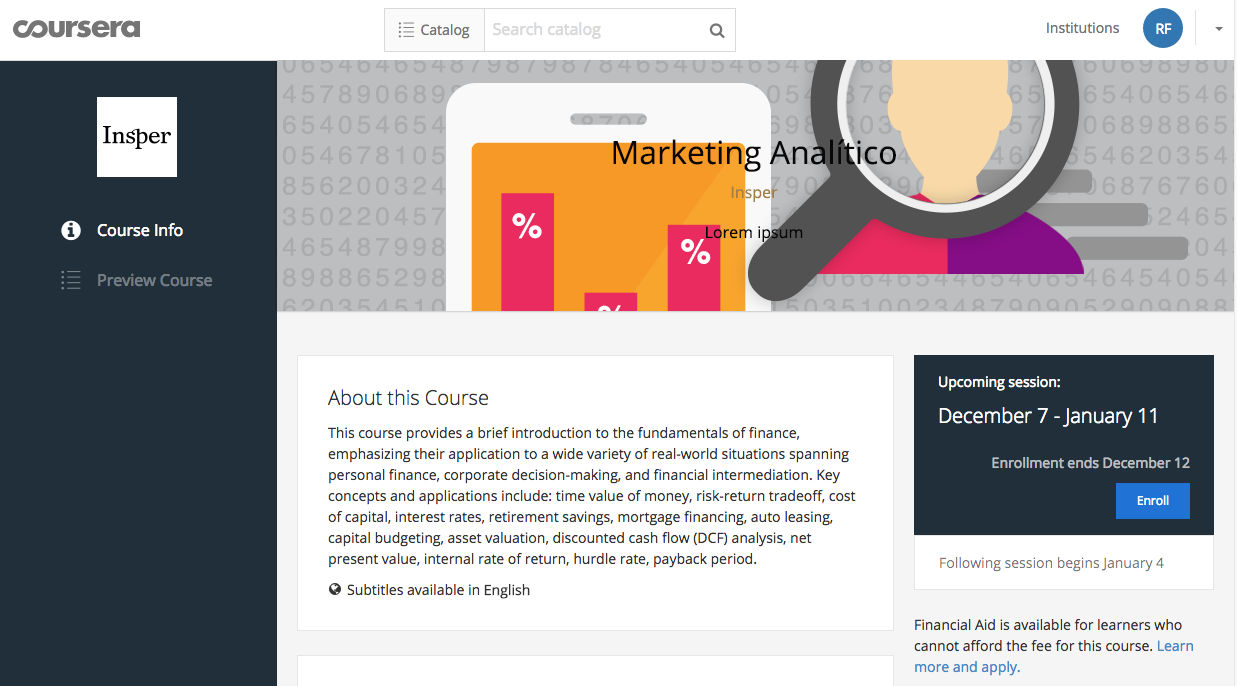 coursera
Catalog
Search catalog
Institutions
RF
Insper
Course Info
Preview Course
Marketing Analítico
Insper
Lorem ipsum
%
%
%
About this Course
This course provides a brief introduction to the fundamentals of finance,
emphasizing their application to a wide variety of real-world situations spanning
personal finance, corporate decision-making, and financial intermediation. Key
concepts and applications include: time value of money, risk-return tradeoff, cost
of capital, interest rates, retirement savings, mortgage financing, auto leasing,
capital budgeting, asset valuation, discounted cash flow (DCF) analysis, net
present value, internal rate of return, hurdle rate, payback period.
Subtitles available in English
Upcoming session:
December 7 - January 11
Enrollment ends December 12
Enroll
Following session begins January 4
Financial Aid is available for learners who
cannot afford the fee for this course. Learn
more and apply.